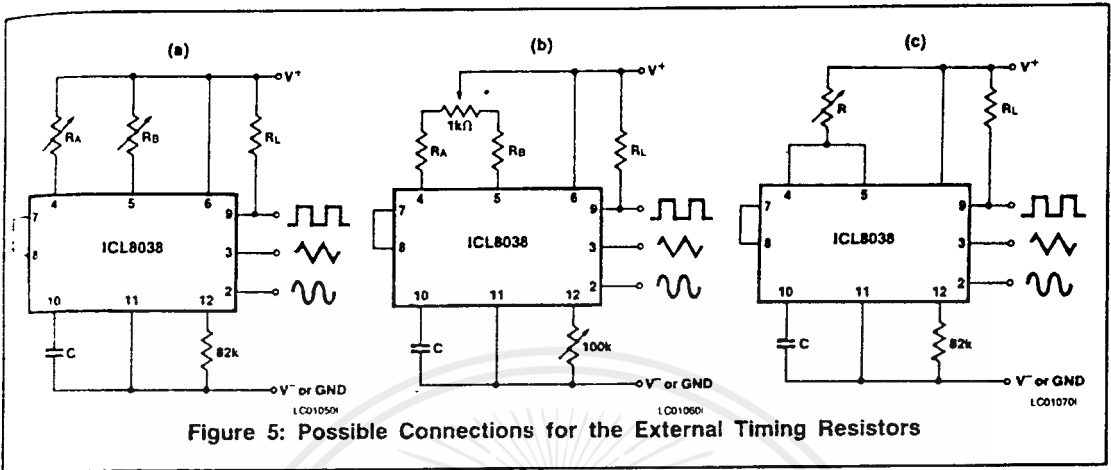 (a)
V+
RA
RB
RL
4
5
6
7
8
9
ICL8038
3
2
10
11
12
C
82k
V− or GND
LC01050I
(b)
V+
1kΩ
RA
RB
RL
4
5
6
7
8
9
ICL8038
3
2
10
11
12
C
100k
V− or GND
LC01060I
(c)
V+
R
RL
4
5
6
7
8
9
ICL8038
3
2
10
11
12
C
82k
V− or GND
LC01070I
Figure 5: Possible Connections for the External Timing Resistors